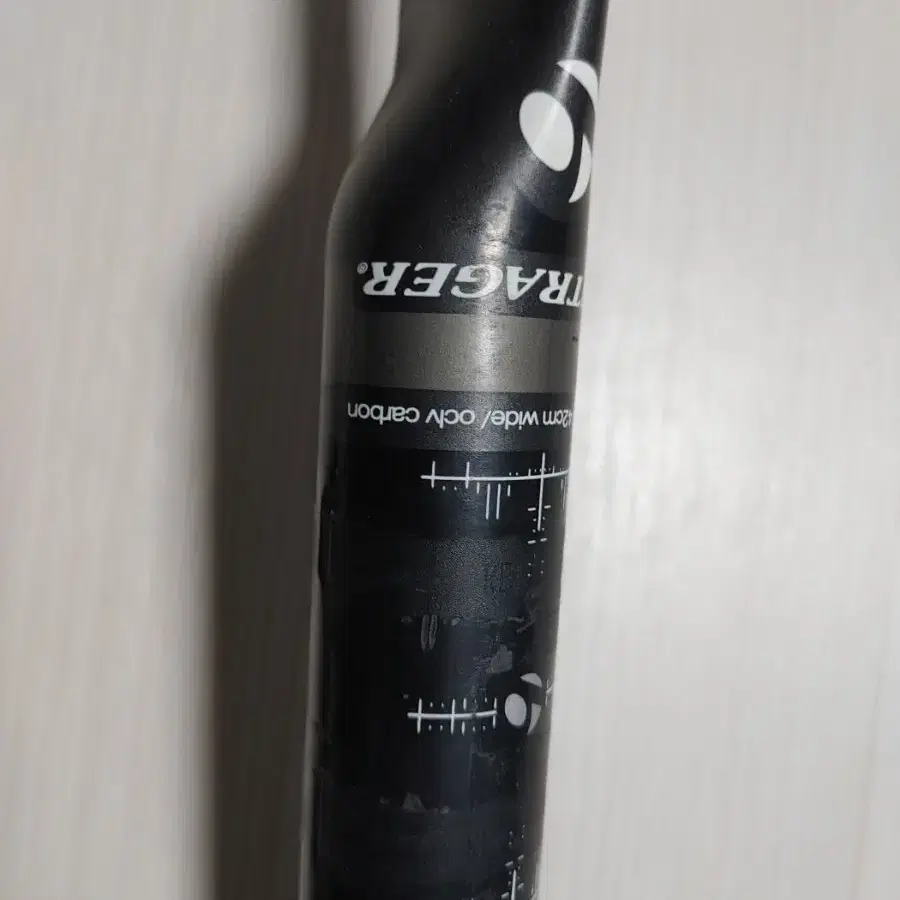 42cm wide/ oclv carbon
TRAGER®